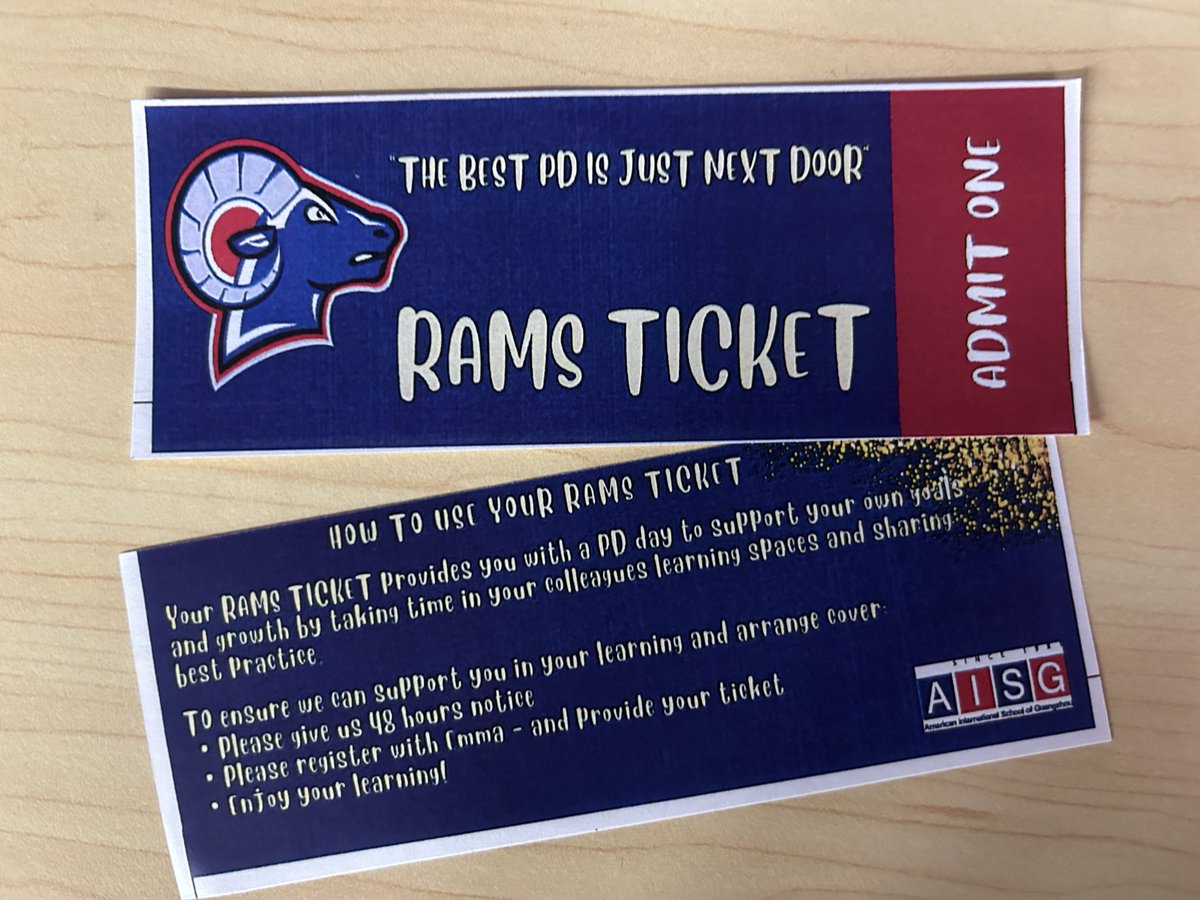 "THE BEST PD IS JUST NEXT DOOR"
RAMS TICKET
ADMIT ONE
HOW TO USE YOUR RAMS TICKET
Your RAMS TICKET provides you with a PD day to support your own goals
and growth by taking time in your colleagues learning spaces and sharing
best practice.
To ensure we can support you in your learning and arrange cover:
• Please give us 48 hours notice
• Please register with Emma - and provide your ticket
• Enjoy your learning!
SINCE
AISG
American International School of Guangzhou